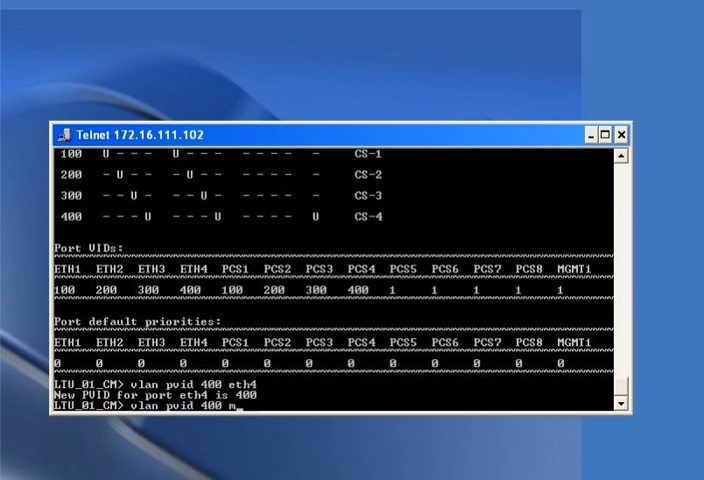 Telnet 172.16.111.102
100 U - - - U - - - - - - - - CS-1
200 - U - - U - - - - - - CS-2
300 - - U - - - U - - - - - - CS-3
400 - - - U - - - U - - - - U CS-4
Port VIDs:
ETH1 ETH2 ETH3 ETH4 PCS1 PCS2 PCS3 PCS4 PCS5 PCS6 PCS7 PCS8 MGMT1
100 200 300 400 100 200 300 400 1 1 1 1 1
Port default priorities:
ETH1 ETH2 ETH3 ETH4 PCS1 PCS2 PCS3 PCS4 PCS5 PCS6 PCS7 PCS8 MGMT1
0 0 0 0 0 0 0 0 0 0 0 0 0
LTU_01_CM> vlan pvid 400 eth4
New PVID for port eth4 is 400
LTU_01_CM> vlan pvid 400 m_